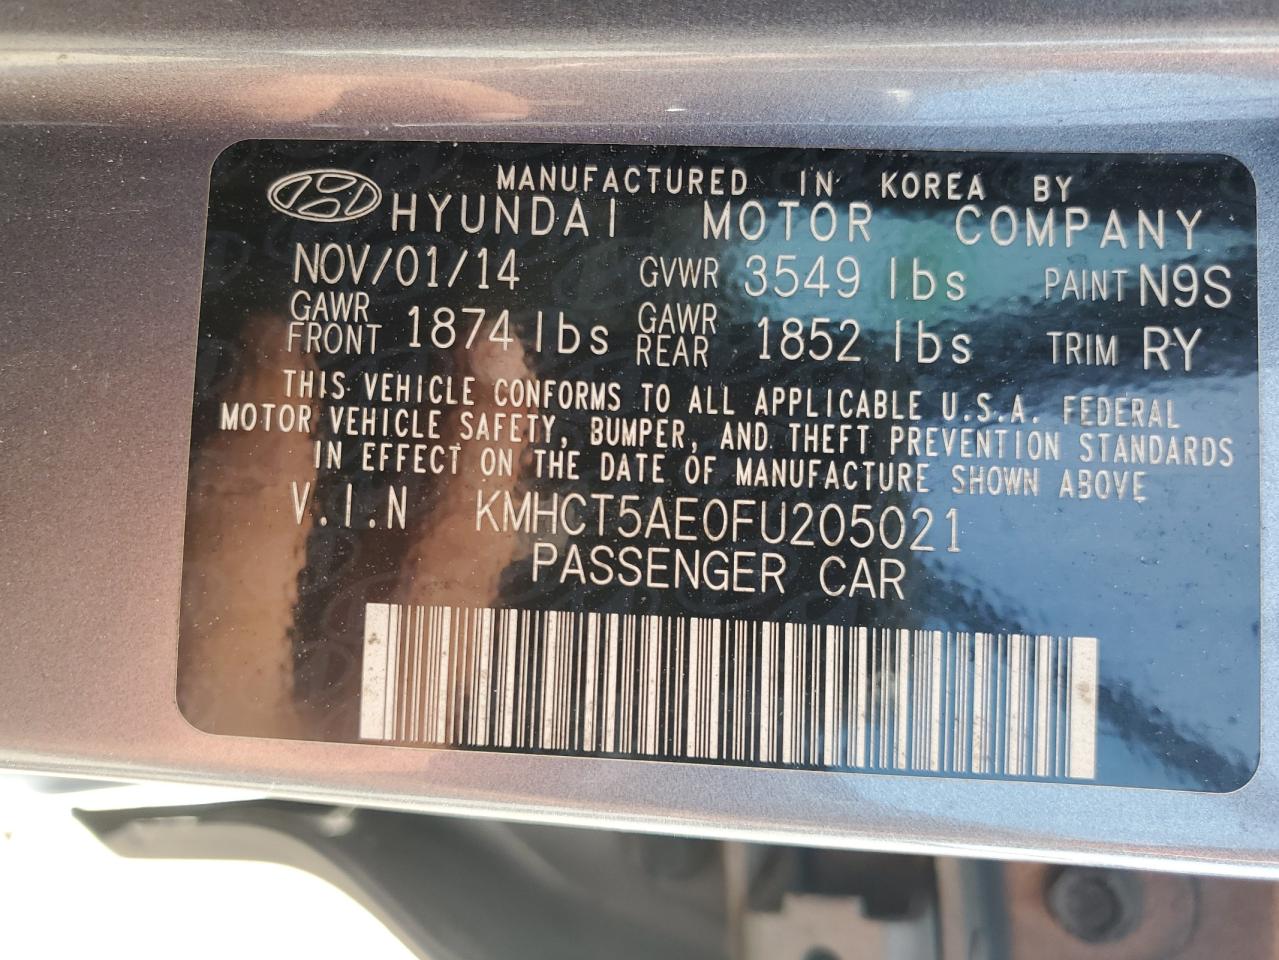 MANUFACTURED IN KOREA BY
HYUNDAI MOTOR COMPANY
NOV/01/14 GVWR 3549 lbs PAINT N9S
GAWR FRONT 1874 lbs GAWR REAR 1852 lbs TRIM RY
THIS VEHICLE CONFORMS TO ALL APPLICABLE U.S.A. FEDERAL
MOTOR VEHICLE SAFETY, BUMPER, AND THEFT PREVENTION STANDARDS
IN EFFECT ON THE DATE OF MANUFACTURE SHOWN ABOVE
V.I.N KMHCT5AE0FU205021
PASSENGER CAR